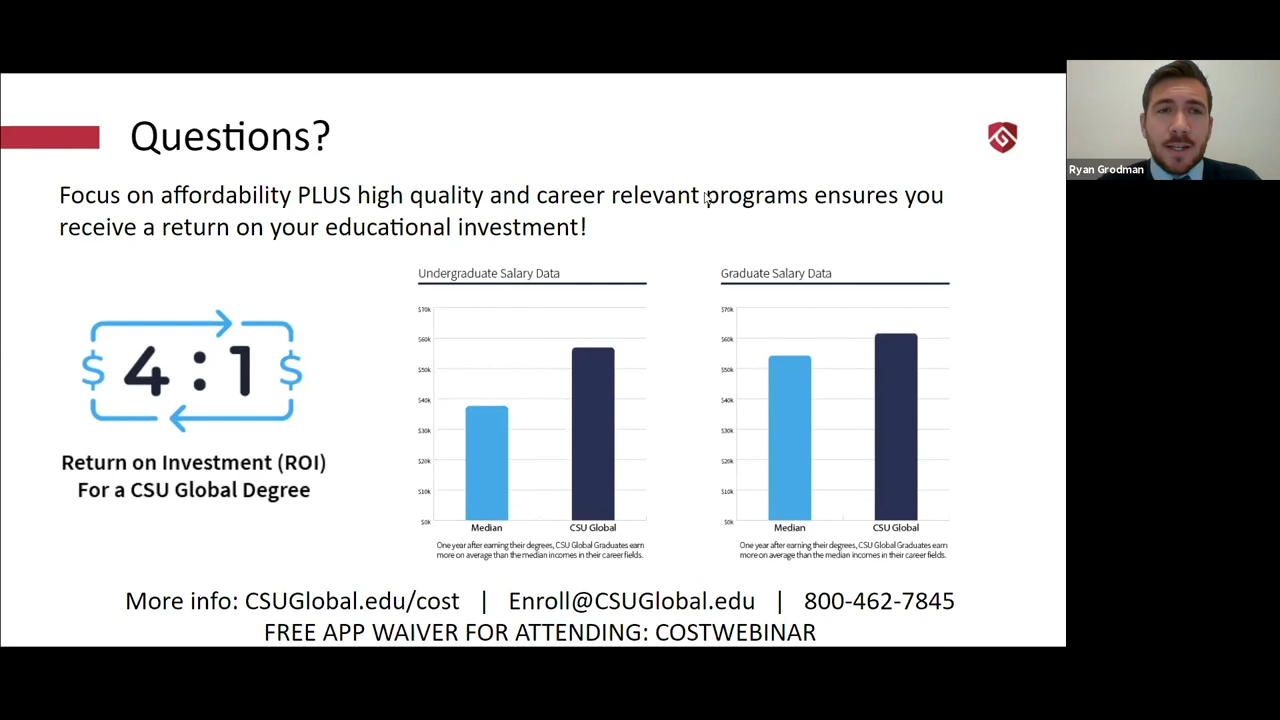 Questions?
Ryan Grodman
Focus on affordability PLUS high quality and career relevant programs ensures you
receive a return on your educational investment!
$ 4:1 $
Return on Investment (ROI)
For a CSU Global Degree
Undergraduate Salary Data
$70k
$60k
$50k
$40k
$30k
$20k
$10k
$0k
Median CSU Global
One year after earning their degrees, CSU Global Graduates earn
more on average than the median incomes in their career fields.
Graduate Salary Data
$70k
$60k
$50k
$40k
$30k
$20k
$10k
$0k
Median CSU Global
One year after earning their degrees, CSU Global Graduates earn
more on average than the median incomes in their career fields.
More info: CSUGlobal.edu/cost | Enroll@CSUGlobal.edu | 800-462-7845
FREE APP WAIVER FOR ATTENDING: COSTWEBINAR